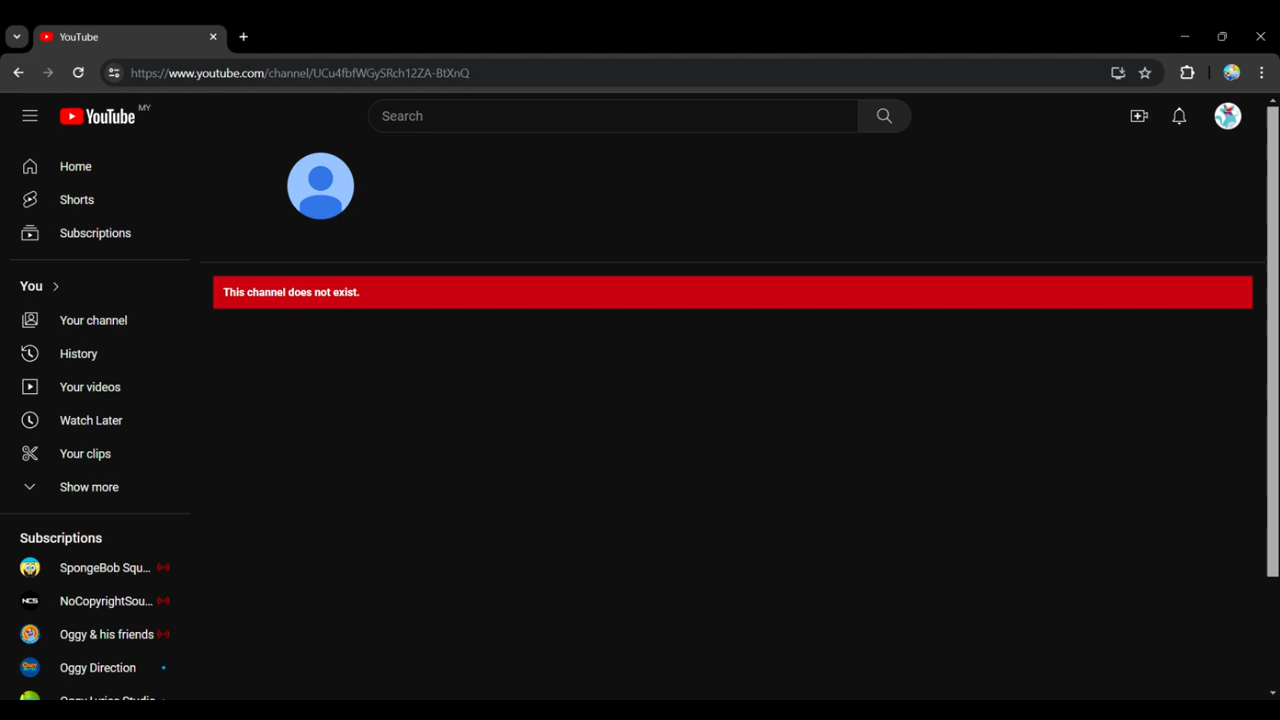 YouTube
https://www.youtube.com/channel/UCu4fbfWGySRch12ZA-BtXnQ
YouTube MY
Search
Home
Shorts
Subscriptions
You
This channel does not exist.
Your channel
History
Your videos
Watch Later
Your clips
Show more
Subscriptions
SpongeBob Squ...
NCS
NoCopyrightSou...
Oggy & his friends
Oggy Direction